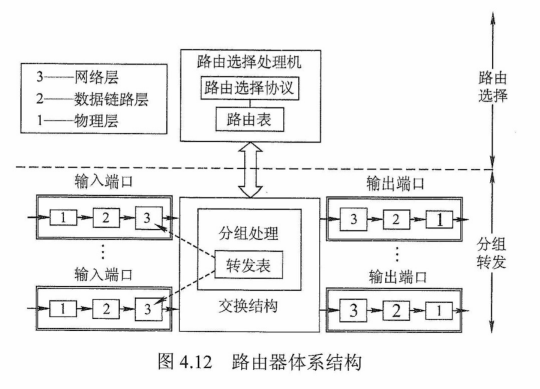 3——网络层
2——数据链路层
1——物理层
路由选择处理机
路由选择协议
路由表
路由
选择
输入端口
1 2 3
输入端口
1 2 3
分组处理
转发表
交换结构
输出端口
3 2 1
输出端口
3 2 1
分组
转发
图 4.12 路由器体系结构